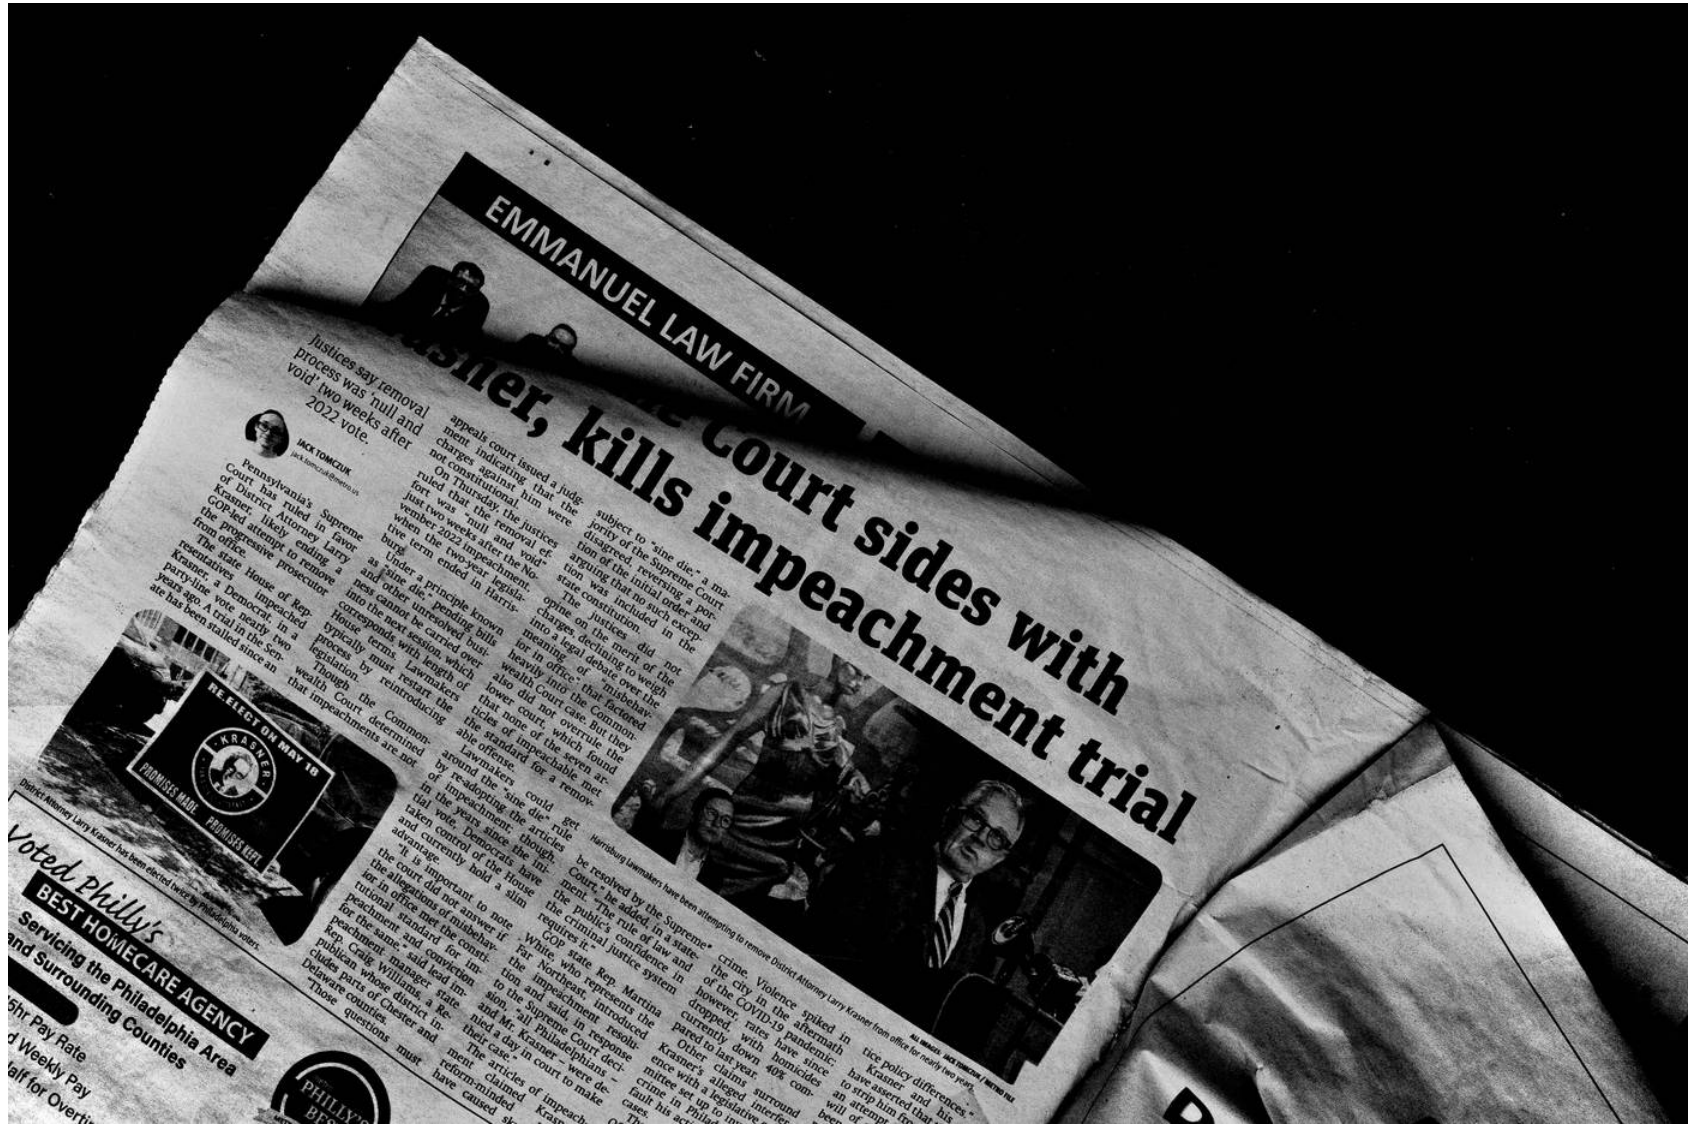 EMMANUEL LAW FIRM
Court sides with
kills impeachment trial
Justices say removal
process was 'null and
void' two weeks after
2022 vote.
JACK TOMCZUK
jack.tomczuk@metro.us
Pennsylvania's Supreme
Court has ruled in favor
of District Attorney Larry
Krasner, likely ending a
GOP-led attempt to remove
the progressive prosecutor
from office.
The state House of Rep-
resentatives impeached
Krasner, a Democrat, in a
party-line vote nearly two
years ago. A trial in the Sen-
ate has been stalled since an
appeals court issued a judg-
ment indicating that the
charges against him were
not constitutional.
On Thursday, the justices
ruled that the removal ef-
fort was "null and void"
just two weeks after the No-
vember 2022 impeachment,
when the two-year legisla-
tive term ended in Harris-
burg.
Under a principle known
as "sine die," pending bills
and other unresolved busi-
ness cannot be carried over
into the next session, which
corresponds with length of
House terms. Lawmakers
typically must restart the
process by reintroducing
legislation.
Though the Common-
wealth Court determined
that impeachments are not
subject to "sine die," a ma-
jority of the Supreme Court
disagreed, reversing a por-
tion of the initial order and
arguing that no such excep-
tion was included in the
state constitution.
The justices did not
opine on the merit of the
charges, declining to weigh
into a legal debate over the
meaning of "misbehav-
ior in office" that factored
heavily into the Common-
wealth Court case. But they
also did not overrule the
lower court, which found
that none of the seven ar-
ticles of impeachable met
the standard for a remov-
able offense.
Lawmakers could get
around the "sine die" rule
by re-adopting the articles
of impeachment, though,
in the years since the ini-
tial vote, Democrats have
taken control of the House
and currently hold a slim
advantage.
"It is important to note
the court did not answer if
the allegations of misbehav-
ior in office met the consti-
tutional standard for im-
peachment and conviction
for the same," said lead im-
peachment manager state
Rep. Craig Williams, a Re-
publican whose district in-
cludes parts of Chester and
Delaware counties.
"Those questions must
be resolved by the Supreme
Court," he added, in a state-
ment. "The rule of law and
the public's confidence in
the criminal justice system
requires it."
GOP state Rep. Martina
White, who represents the
Far Northeast, introduced
the impeachment resolu-
tion and said, in response
to the Supreme Court deci-
sion, "all Philadelphians –
and Mr. Krasner – were de-
nied a day in court to make
their case."
The articles of impeach-
ment claimed
reform-minded
have caused
crime. Violence spiked in
the city in the aftermath
of the COVID-19 pandemic;
however, rates have since
dropped, with homicides
currently down 40% com-
pared to last year.
Other claims surround
Krasner's alleged interfer-
ence with a legislative
mittee set up to
crime in
fault his
cases.
tice policy differences."
Krasner and his
have asserted that
to strip him
an attempt
will of
been
RE-ELECT ON MAY 18
KRASNER
PROMISES MADE. PROMISES KEPT.
District Attorney Larry Krasner has been elected twice by Philadelphia voters.
Harrisburg lawmakers have been attempting to remove District Attorney Larry Krasner from office for nearly two years.
ALL IMAGES: JACK TOMCZUK / METRO FILE
Voted Philly's
BEST HOMECARE AGENCY
Servicing the Philadelphia Area
and Surrounding Counties
Pay Rate
Weekly Pay
for
PHILLY'S